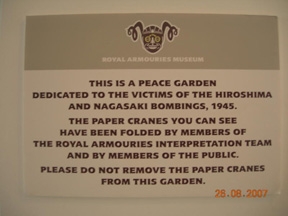 ROYAL ARMOURIES MUSEUM
THIS IS A PEACE GARDEN
DEDICATED TO THE VICTIMS OF THE HIROSHIMA
AND NAGASAKI BOMBINGS, 1945.
THE PAPER CRANES YOU CAN SEE
HAVE BEEN FOLDED BY MEMBERS OF
THE ROYAL ARMOURIES INTERPRETATION TEAM
AND BY MEMBERS OF THE PUBLIC.
PLEASE DO NOT REMOVE THE PAPER CRANES
FROM THIS GARDEN.
28.08.2007